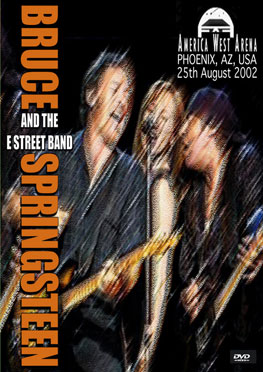 BRUCE SPRINGSTEEN
AND THE
E STREET BAND
AMERICA WEST ARENA
PHOENIX, AZ, USA
25th August 2002
DVD